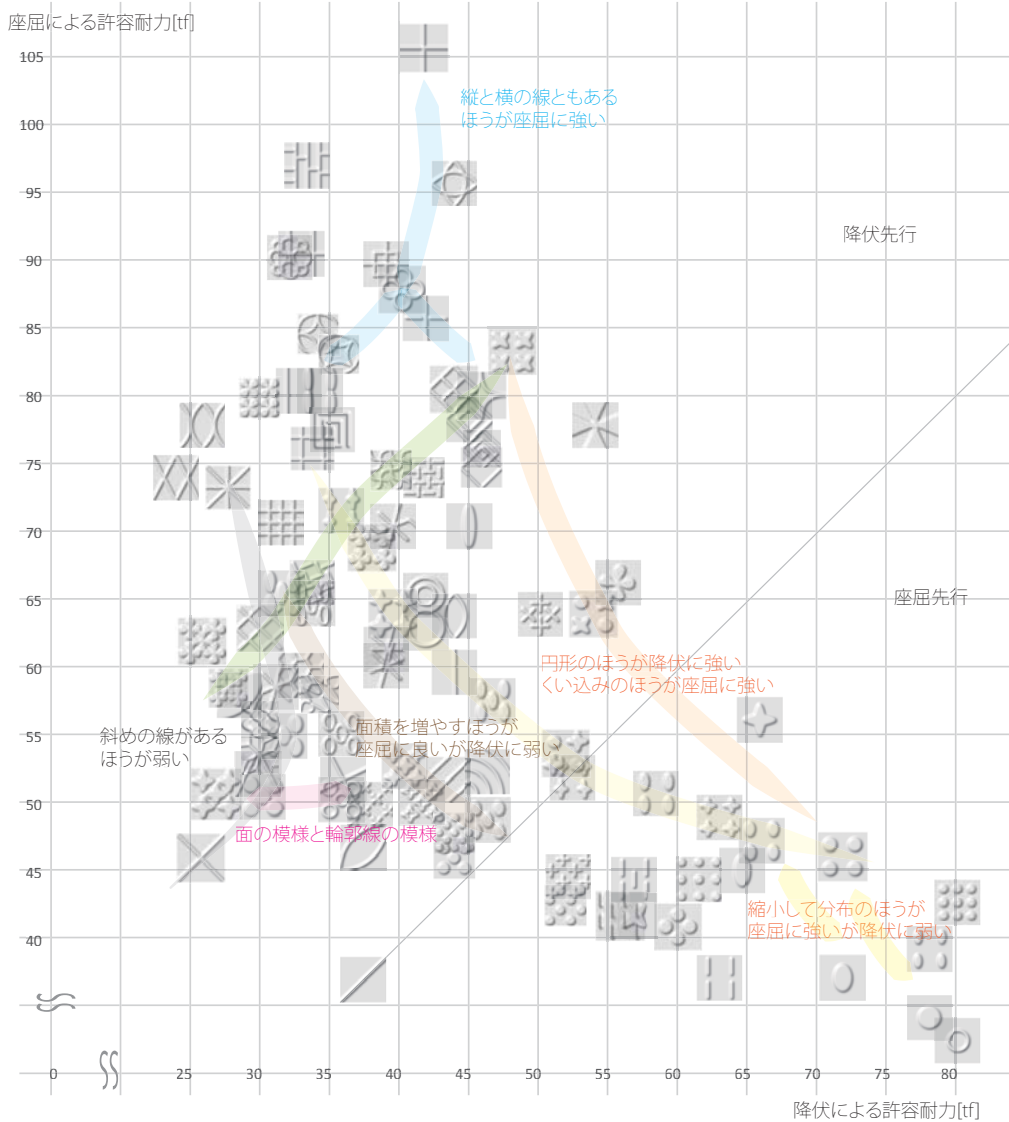 座屈による許容耐力[tf]
105
縦と横の線ともある
ほうが座屈に強い
100
95
降伏先行
90
85
80
75
70
65
座屈先行
60
円形のほうが降伏に強い
くい込みのほうが座屈に強い
55
斜めの線がある
ほうが弱い
面積を増やすほうが
座屈に良いが降伏に弱い
50
面の模様と輪郭線の模様
45
縮小して分布のほうが
座屈に強いが降伏に弱い
40
0 25 30 35 40 45 50 55 60 65 70 75 80
降伏による許容耐力[tf]